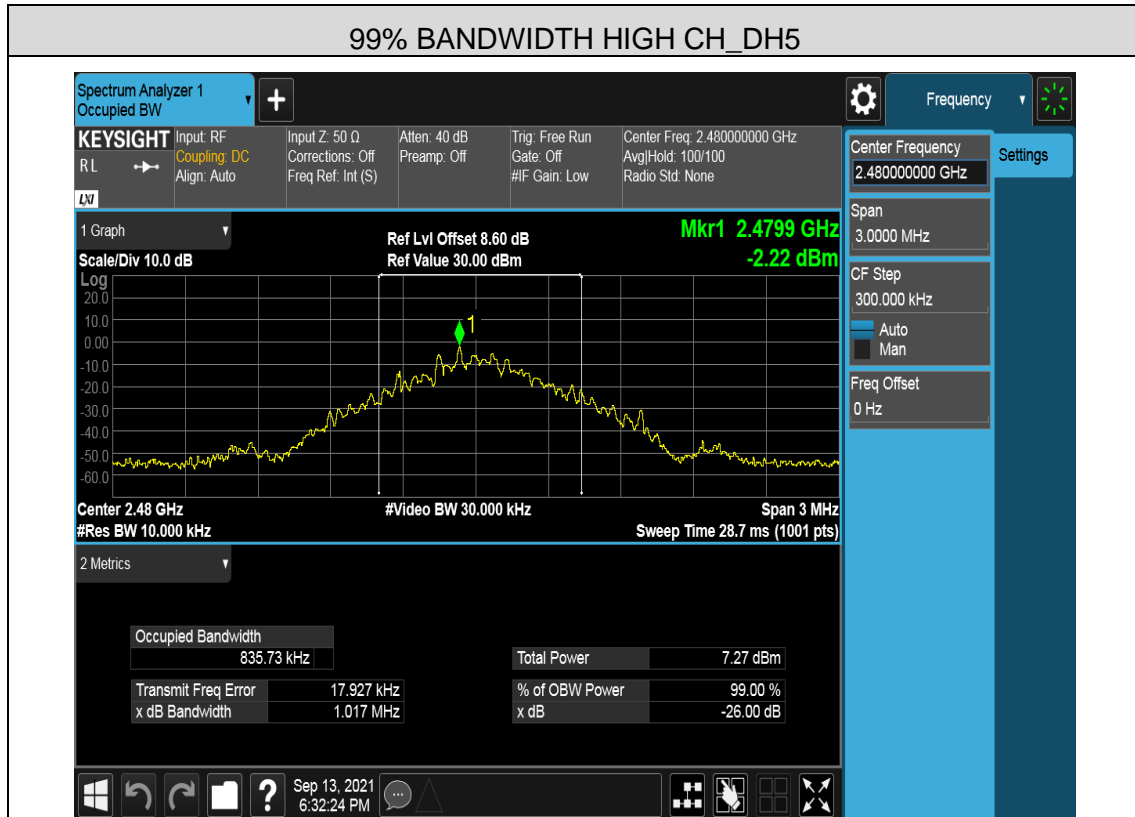 99% BANDWIDTH HIGH CH_DH5
Spectrum Analyzer 1
Occupied BW
+
Frequency
KEYSIGHT
R L
LXI
Input: RF
Coupling: DC
Align: Auto
Input Z: 50 Ω
Corrections: Off
Freq Ref: Int (S)
Atten: 40 dB
Preamp: Off
Trig: Free Run
Gate: Off
#IF Gain: Low
Center Freq: 2.480000000 GHz
Avg|Hold: 100/100
Radio Std: None
Center Frequency
2.480000000 GHz
Settings
Span
3.0000 MHz
CF Step
300.000 kHz
Auto
Man
Freq Offset
0 Hz
1 Graph
Scale/Div 10.0 dB
Ref Lvl Offset 8.60 dB
Ref Value 30.00 dBm
Mkr1 2.4799 GHz
-2.22 dBm
Log
20.0
10.0
0.00
-10.0
-20.0
-30.0
-40.0
-50.0
-60.0
1
Center 2.48 GHz
#Video BW 30.000 kHz
Span 3 MHz
#Res BW 10.000 kHz
Sweep Time 28.7 ms (1001 pts)
2 Metrics
Occupied Bandwidth
835.73 kHz
Total Power 7.27 dBm
Transmit Freq Error 17.927 kHz
% of OBW Power 99.00 %
x dB Bandwidth 1.017 MHz
x dB -26.00 dB
?
Sep 13, 2021
6:32:24 PM